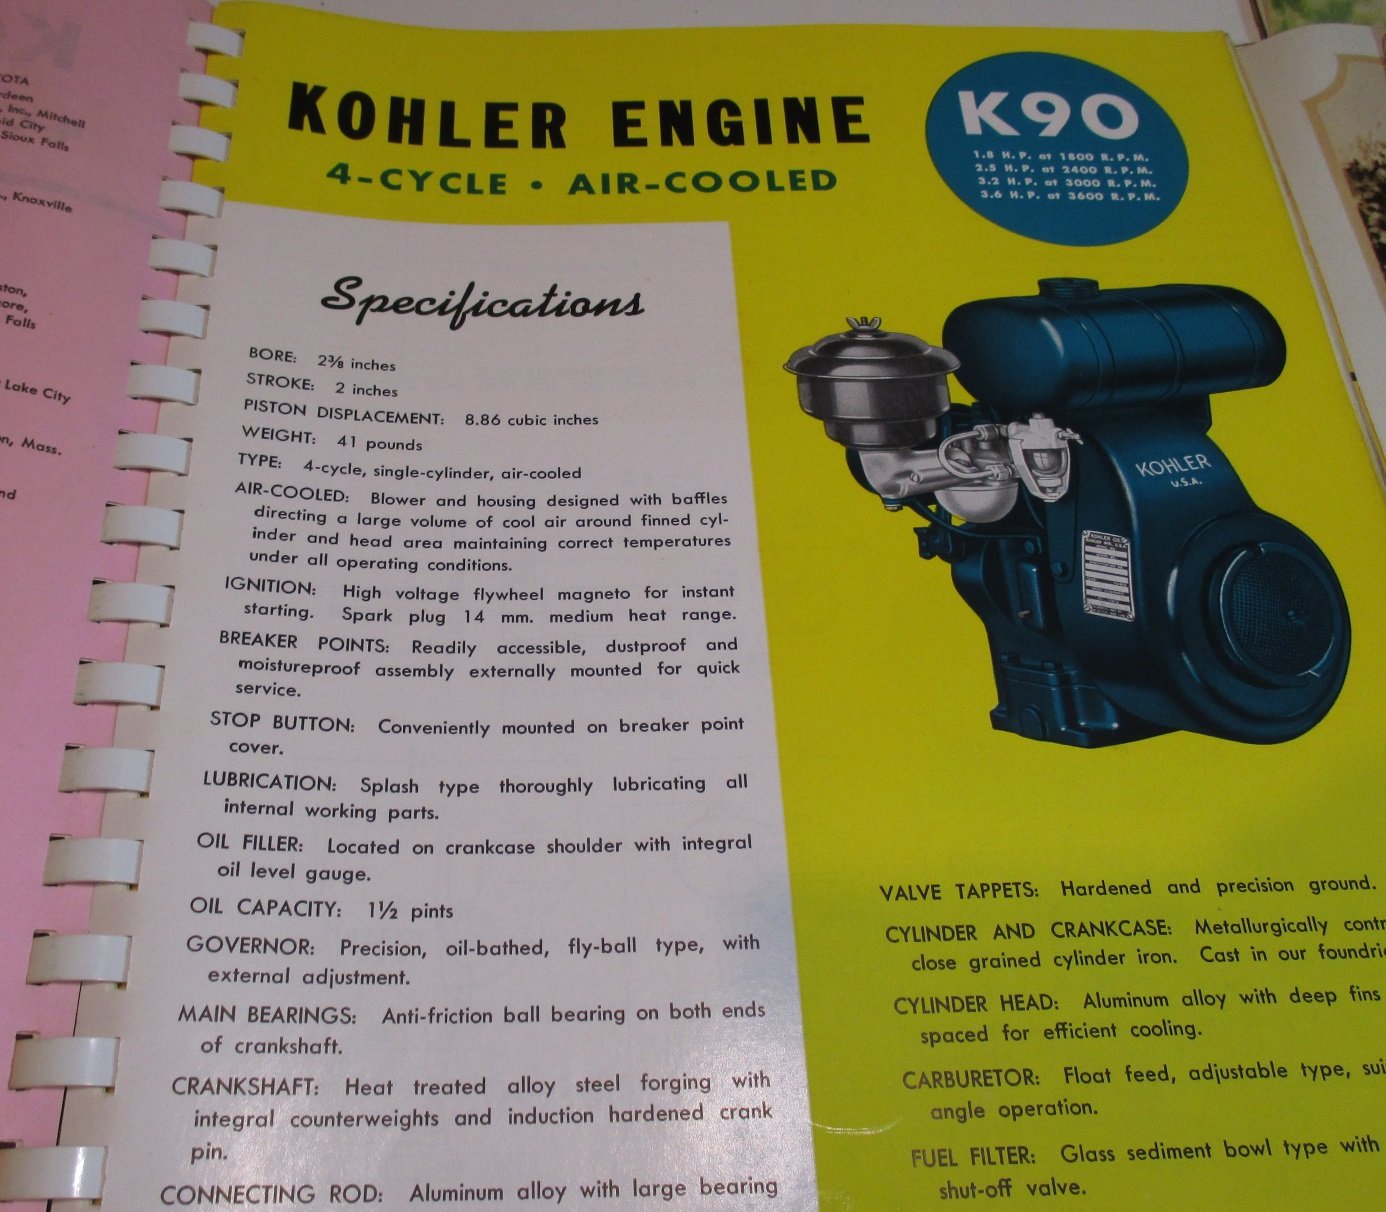 OTA
rdeen
, Inc., Mitchell
id City
Sioux Falls
., Knoxville
ston,
ore,
Falls
Lake City
n, Mass.
nd
KOHLER ENGINE
4-CYCLE • AIR-COOLED
K90
1.8 H.P. at 1800 R.P.M.
2.5 H.P. at 2400 R.P.M.
3.2 H.P. at 3000 R.P.M.
3.6 H.P. at 3600 R.P.M.
Specifications
BORE: 2⅜ inches
STROKE: 2 inches
PISTON DISPLACEMENT: 8.86 cubic inches
WEIGHT: 41 pounds
TYPE: 4-cycle, single-cylinder, air-cooled
AIR-COOLED: Blower and housing designed with baffles
directing a large volume of cool air around finned cyl-
inder and head area maintaining correct temperatures
under all operating conditions.
IGNITION: High voltage flywheel magneto for instant
starting. Spark plug 14 mm. medium heat range.
BREAKER POINTS: Readily accessible, dustproof and
moistureproof assembly externally mounted for quick
service.
STOP BUTTON: Conveniently mounted on breaker point
cover.
LUBRICATION: Splash type thoroughly lubricating all
internal working parts.
OIL FILLER: Located on crankcase shoulder with integral
oil level gauge.
OIL CAPACITY: 1½ pints
GOVERNOR: Precision, oil-bathed, fly-ball type, with
external adjustment.
MAIN BEARINGS: Anti-friction ball bearing on both ends
of crankshaft.
CRANKSHAFT: Heat treated alloy steel forging with
integral counterweights and induction hardened crank
pin.
CONNECTING ROD: Aluminum alloy with large bearing
KOHLER
U.S.A.
KOHLER CO.
VALVE TAPPETS: Hardened and precision ground.
CYLINDER AND CRANKCASE: Metallurgically contr
close grained cylinder iron. Cast in our foundri
CYLINDER HEAD: Aluminum alloy with deep fins
spaced for efficient cooling.
CARBURETOR: Float feed, adjustable type, sui
angle operation.
FUEL FILTER: Glass sediment bowl type with
shut-off valve.